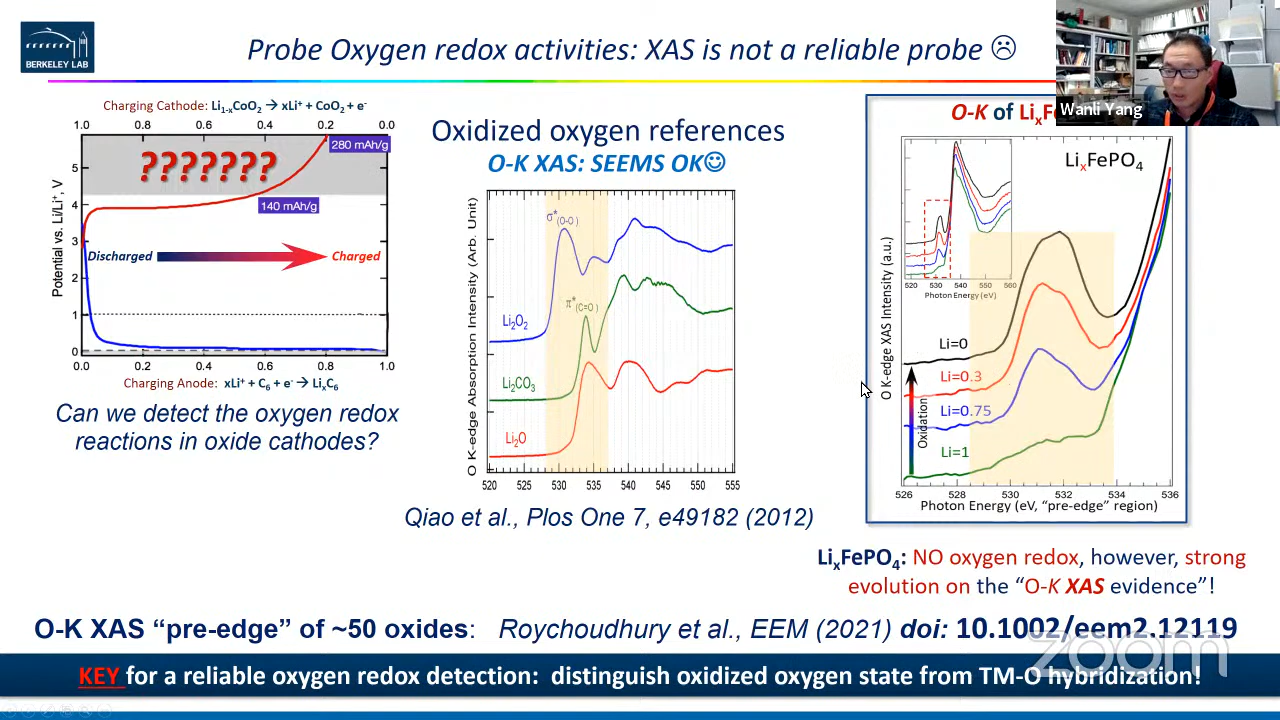 BERKELEY LAB
Probe Oxygen redox activities: XAS is not a reliable probe ☹
Wanli Yang
Charging Cathode: Li1-xCoO2 → xLi+ + CoO2 + e-
1.0 0.8 0.6 0.4 0.2 0.0
280 mAh/g
???????
140 mAh/g
Potential vs. Li/Li+, V
5
4
3
2
1
0
Discharged Charged
0.0 0.2 0.4 0.6 0.8 1.0
Charging Anode: xLi+ + C6 + e- → LixC6
Can we detect the oxygen redox
reactions in oxide cathodes?
Oxidized oxygen references
O-K XAS: SEEMS OK☺
O K-edge Absorption Intensity (Arb. Unit)
σ*(O-O)
π*(C=O)
Li2O2
Li2CO3
Li2O
520 525 530 535 540 545 550 555
Qiao et al., Plos One 7, e49182 (2012)
O-K of
LixFePO4
520 530 540 550 560
Photon Energy (eV)
O K-edge XAS Intensity (a.u.)
Li=0
Li=0.3
Li=0.75
Li=1
Oxidation
526 528 530 532 534 536
Photon Energy (eV, “pre-edge” region)
LixFePO4: NO oxygen redox, however, strong
evolution on the “O-K XAS evidence”!
O-K XAS “pre-edge” of ~50 oxides: Roychoudhury et al., EEM (2021) doi: 10.1002/eem2.12119
zoom
KEY for a reliable oxygen redox detection: distinguish oxidized oxygen state from TM-O hybridization!